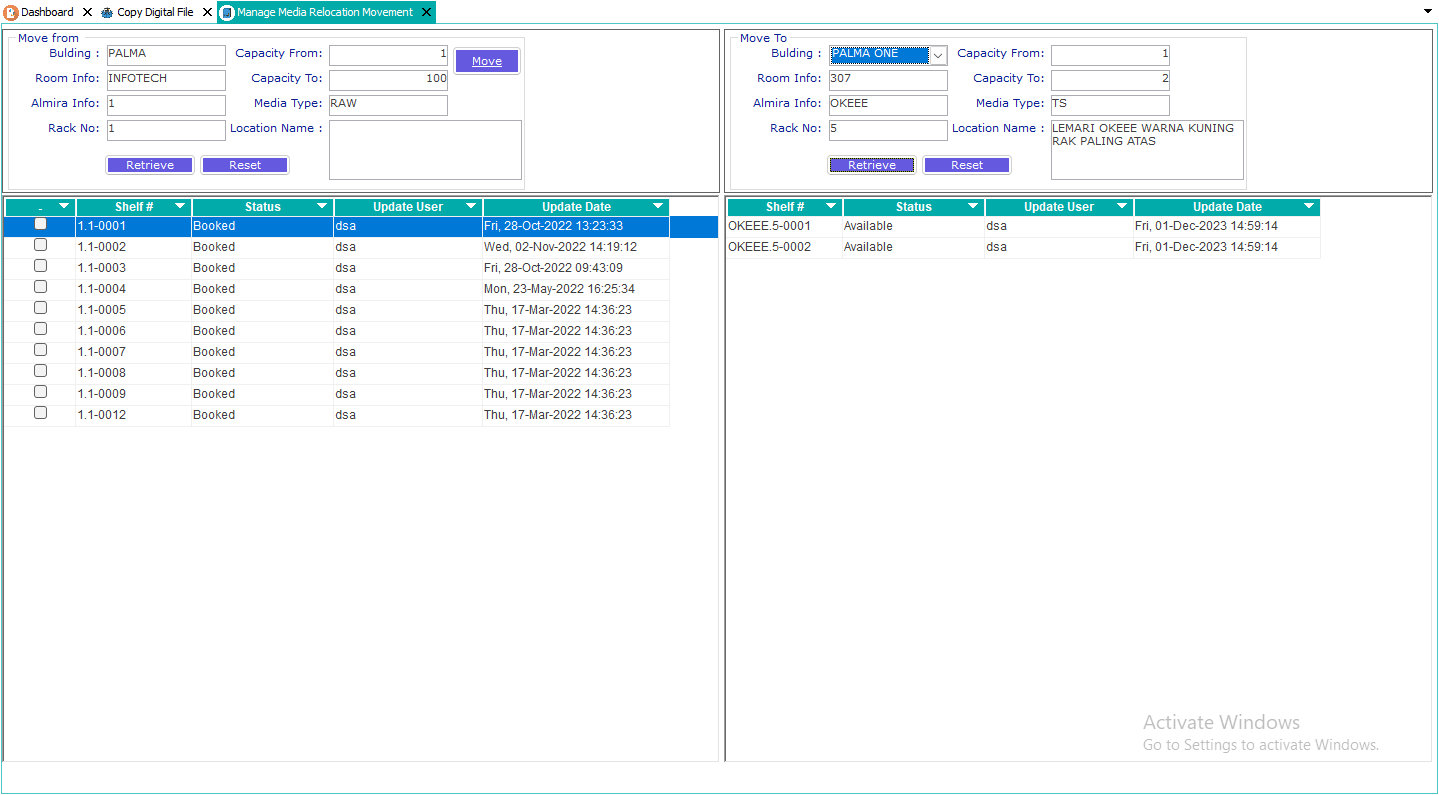 Dashboard Copy Digital File Manage Media Relocation Movement
Move from
Bulding : PALMA Capacity From: 1 Move
Room Info: INFOTECH Capacity To: 100
Almira Info: 1 Media Type: RAW
Rack No: 1 Location Name :
Retrieve Reset
Move To
Bulding : PALMA ONE Capacity From: 1
Room Info: 307 Capacity To: 2
Almira Info: OKEEE Media Type: TS
Rack No: 5 Location Name : LEMARI OKEEE WARNA KUNING
RAK PALING ATAS
Retrieve Reset
- Shelf # Status Update User Update Date
1.1-0001 Booked dsa Fri, 28-Oct-2022 13:23:33
1.1-0002 Booked dsa Wed, 02-Nov-2022 14:19:12
1.1-0003 Booked dsa Fri, 28-Oct-2022 09:43:09
1.1-0004 Booked dsa Mon, 23-May-2022 16:25:34
1.1-0005 Booked dsa Thu, 17-Mar-2022 14:36:23
1.1-0006 Booked dsa Thu, 17-Mar-2022 14:36:23
1.1-0007 Booked dsa Thu, 17-Mar-2022 14:36:23
1.1-0008 Booked dsa Thu, 17-Mar-2022 14:36:23
1.1-0009 Booked dsa Thu, 17-Mar-2022 14:36:23
1.1-0012 Booked dsa Thu, 17-Mar-2022 14:36:23
Shelf # Status Update User Update Date
OKEEE.5-0001 Available dsa Fri, 01-Dec-2023 14:59:14
OKEEE.5-0002 Available dsa Fri, 01-Dec-2023 14:59:14
Activate Windows
Go to Settings to activate Windows.